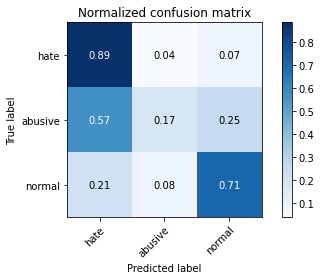 Normalized confusion matrix
hate 0.89 0.04 0.07
abusive 0.57 0.17 0.25
normal 0.21 0.08 0.71
hate abusive normal
True label
Predicted label
0.8
0.7
0.6
0.5
0.4
0.3
0.2
0.1